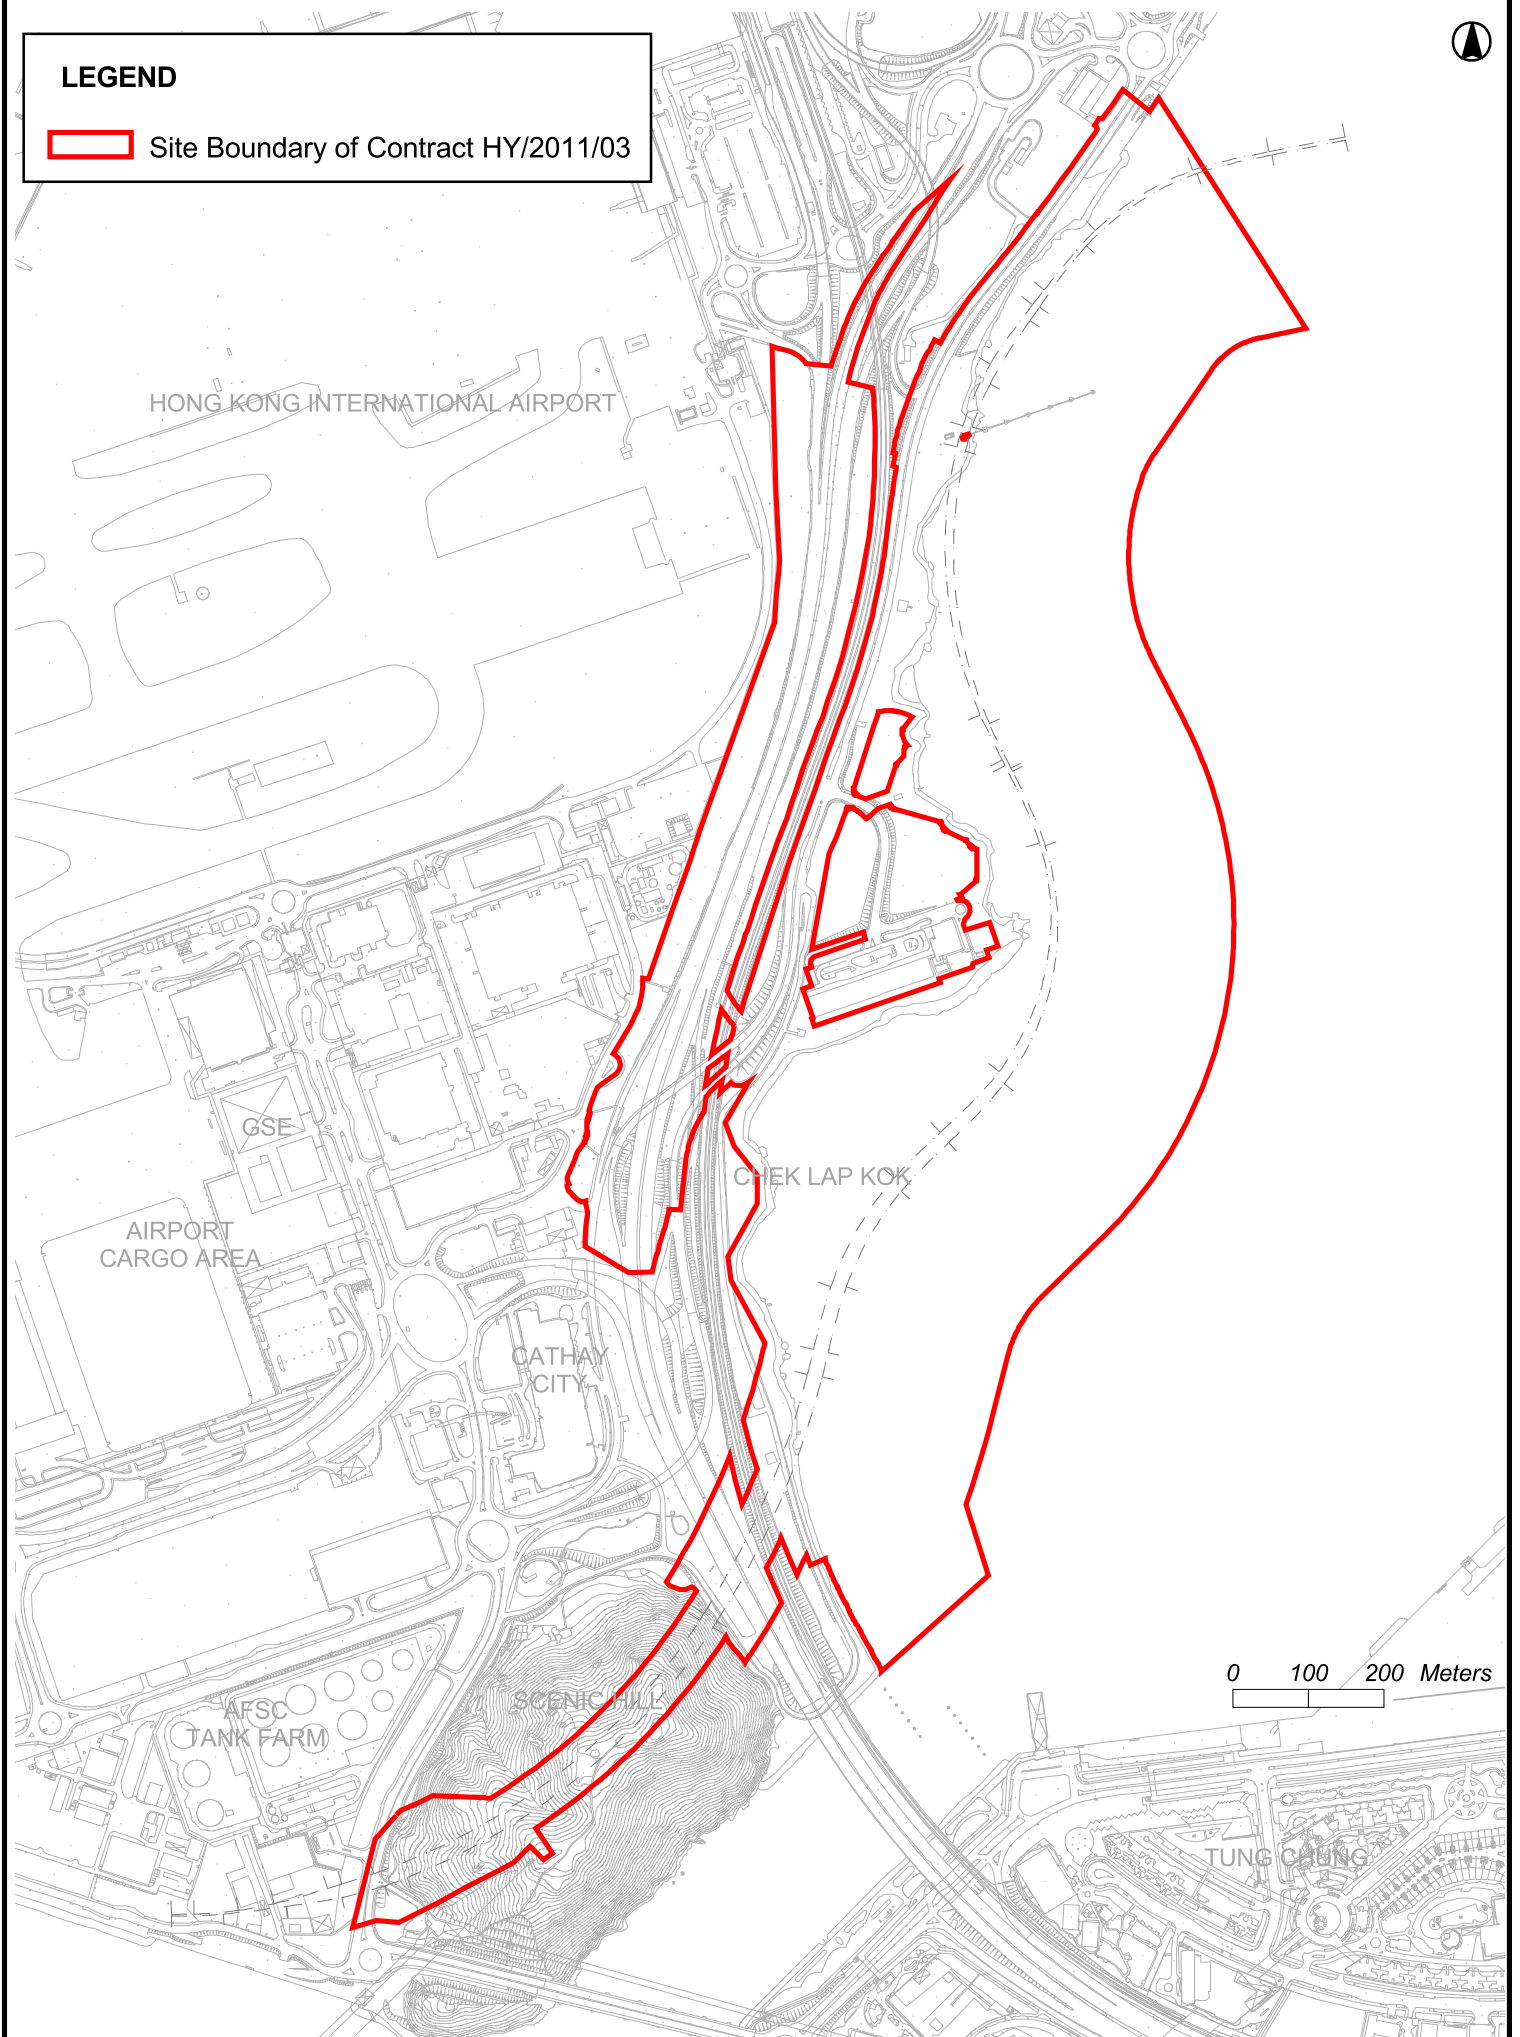 LEGEND
Site Boundary of Contract HY/2011/03
HONG KONG INTERNATIONAL AIRPORT
GSE
CHEK LAP KOK
AIRPORT
CARGO AREA
CATHAY
CITY
SCENIC HILL
AFSC
TANK FARM
0 100 200 Meters
TUNG CHUNG